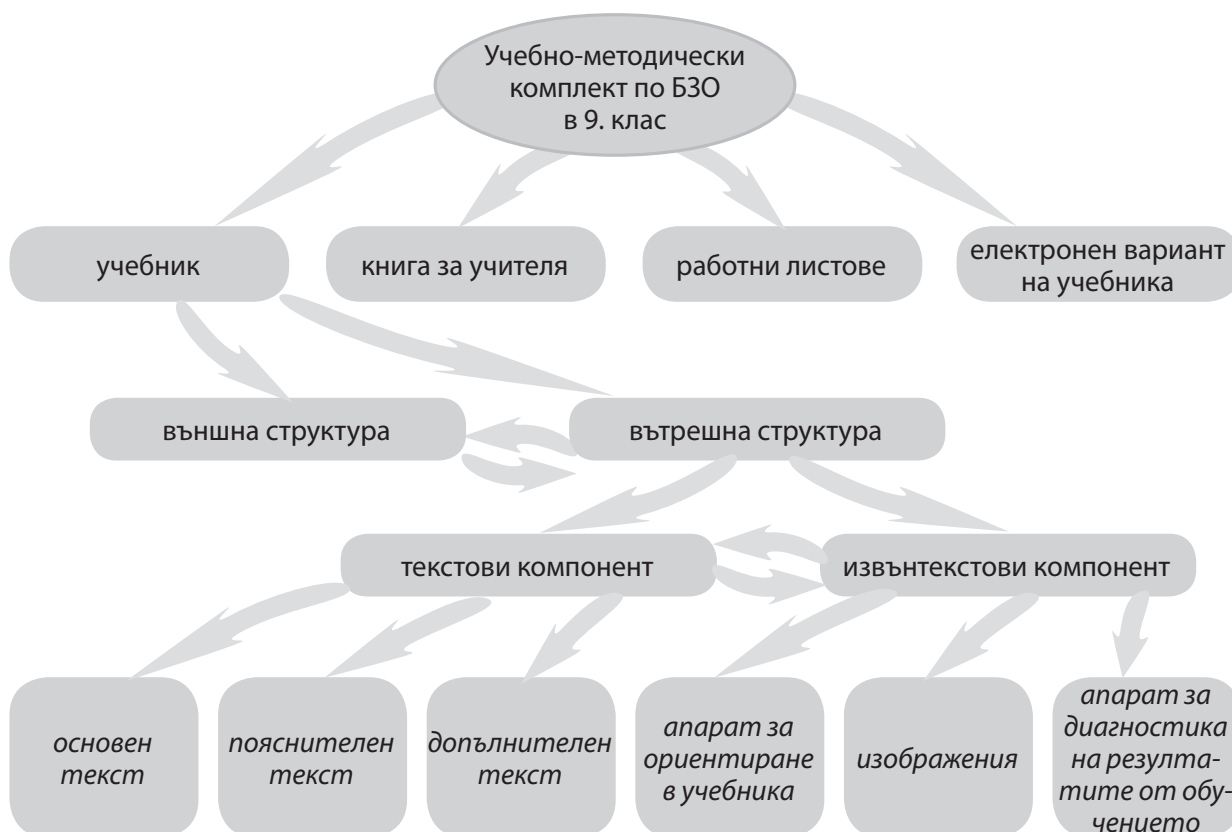 Учебно-методически
комплект по БЗО
в 9. клас
учебник
книга за учителя
работни листове
електронен вариант
на учебника
външна структура
вътрешна структура
текстови компонент
извънтекстови компонент
основен
текст
пояснителен
текст
допълнителен
текст
апарат за
ориентиране
в учебника
изображения
апарат за
диагностика
на резулта-
тите от обу-
чението